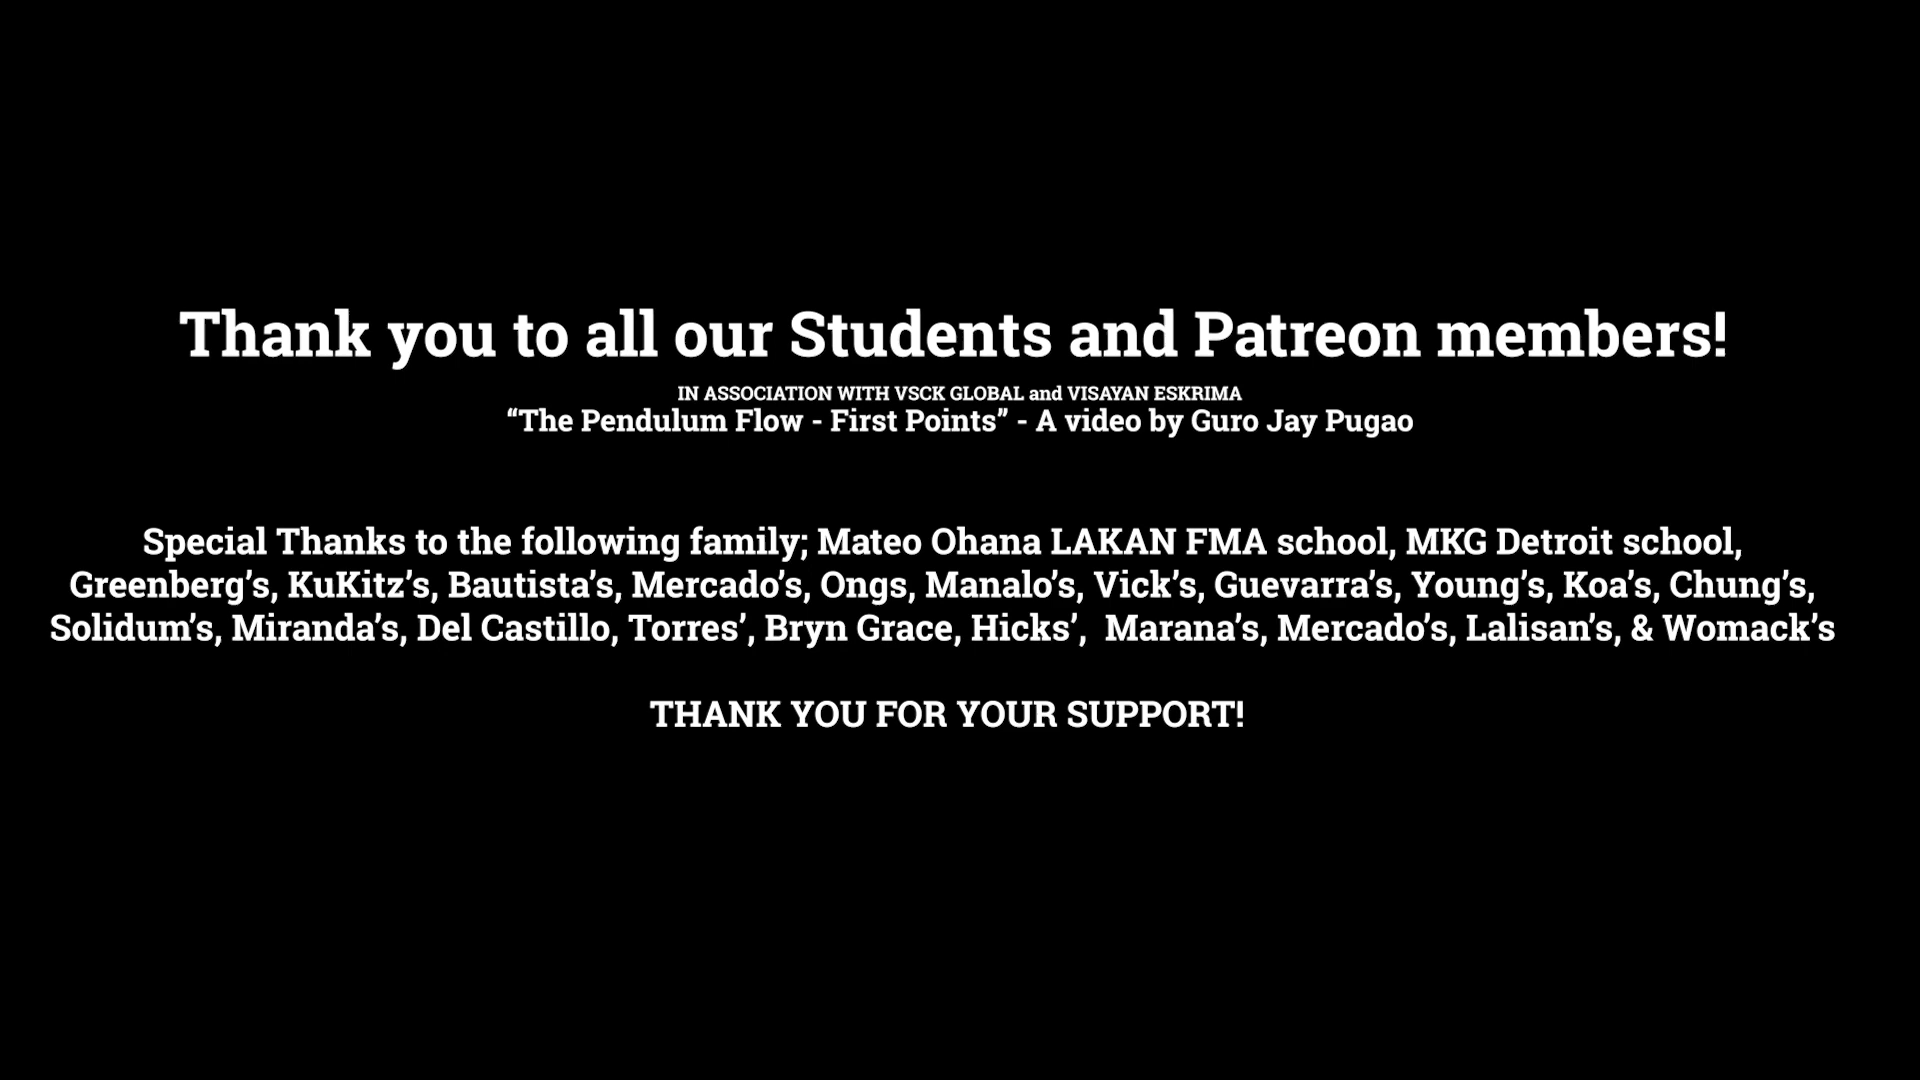 Thank you to all our Students and Patreon members!
IN ASSOCIATION WITH VSCK GLOBAL and VISAYAN ESKRIMA
“The Pendulum Flow - First Points” - A video by Guro Jay Pugao
Special Thanks to the following family; Mateo Ohana LAKAN FMA school, MKG Detroit school,
Greenberg’s, KuKitz’s, Bautista’s, Mercado’s, Ongs, Manalo’s, Vick’s, Guevarra’s, Young’s, Koa’s, Chung’s,
Solidum’s, Miranda’s, Del Castillo, Torres’, Bryn Grace, Hicks’,  Marana’s, Mercado’s, Lalisan’s, & Womack’s
THANK YOU FOR YOUR SUPPORT!